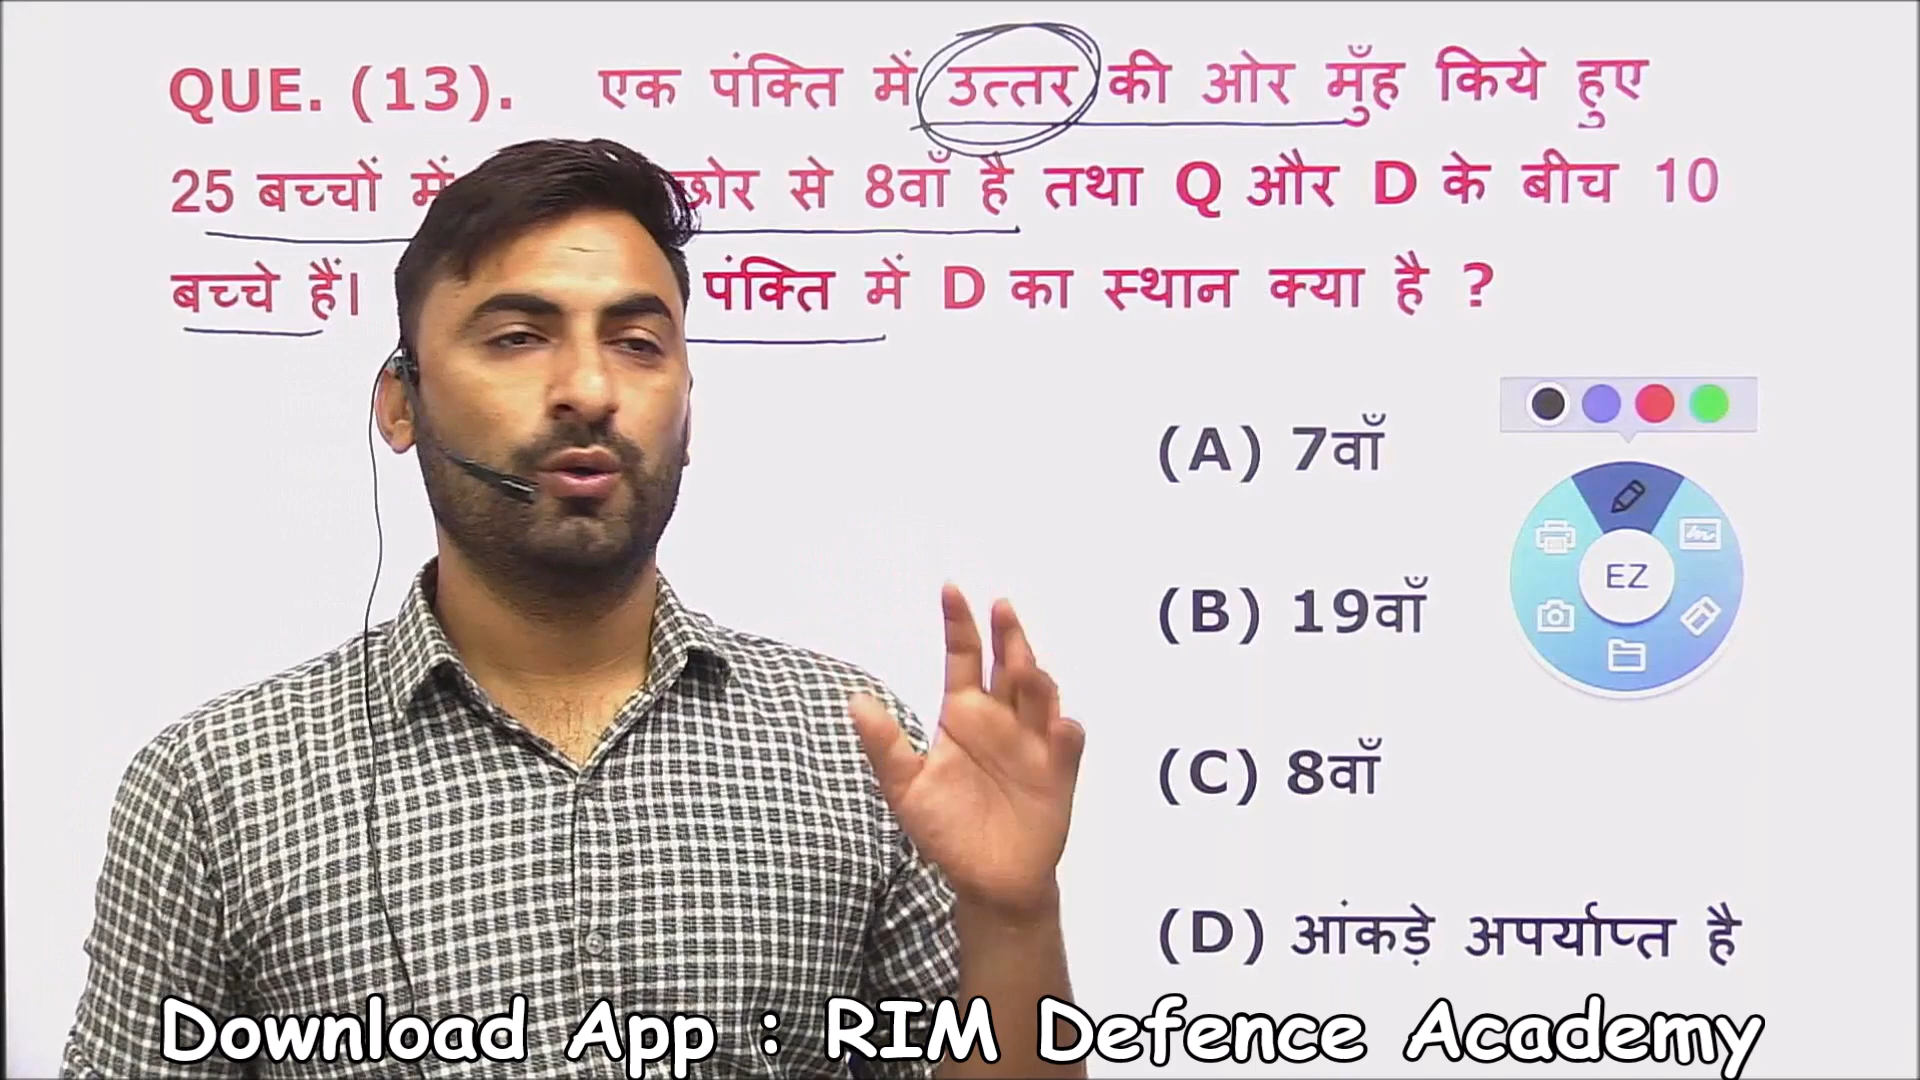 QUE. (13). एक पंक्ति में उत्तर की ओर मुँह किये हुए
25 बच्चों में छोर से 8वाँ है तथा Q और D के बीच 10
बच्चे हैं। पंक्ति में D का स्थान क्या है ?
(A) 7वाँ
EZ
(B) 19वाँ
(C) 8वाँ
(D) आंकड़े अपर्याप्त है
Download App : RIM Defence Academy